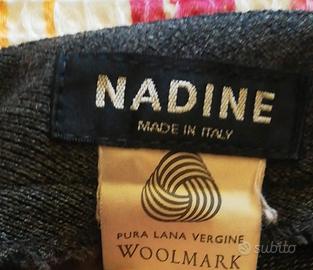 NADINE
MADE IN ITALY
PURA LANA VERGINE
WOOLMARK
subito